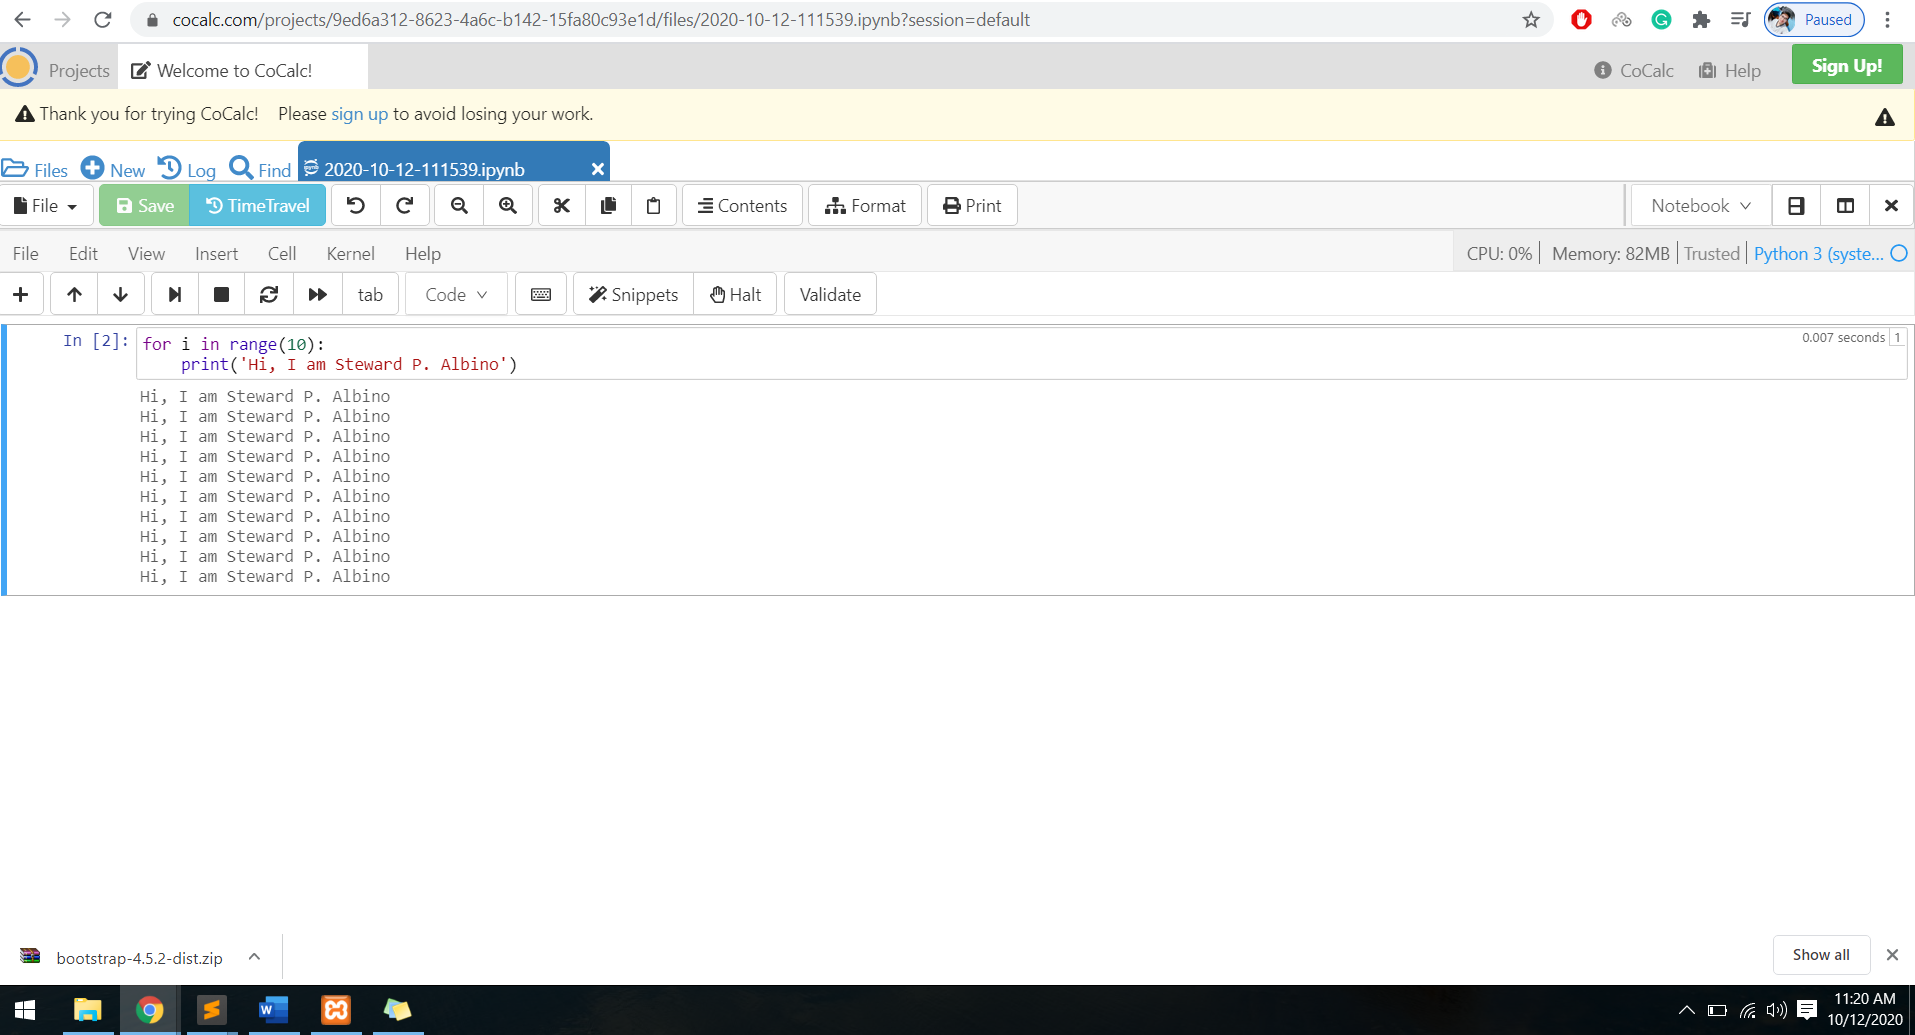 cocalc.com/projects/9ed6a312-8623-4a6c-b142-15fa80c93e1d/files/2020-10-12-111539.ipynb?session=default
Paused
Projects
Welcome to CoCalc!
CoCalc
Help
Sign Up!
Thank you for trying CoCalc! Please sign up to avoid losing your work.
Files
New
Log
Find
2020-10-12-111539.ipynb
File
Save
TimeTravel
Contents
Format
Print
Notebook
File Edit View Insert Cell Kernel Help
CPU: 0% Memory: 82MB Trusted Python 3 (syste...
tab
Code
Snippets
Halt
Validate
In [2]:
for i in range(10):
    print('Hi, I am Steward P. Albino')
0.007 seconds 1
Hi, I am Steward P. Albino
Hi, I am Steward P. Albino
Hi, I am Steward P. Albino
Hi, I am Steward P. Albino
Hi, I am Steward P. Albino
Hi, I am Steward P. Albino
Hi, I am Steward P. Albino
Hi, I am Steward P. Albino
Hi, I am Steward P. Albino
Hi, I am Steward P. Albino
bootstrap-4.5.2-dist.zip
Show all
11:20 AM
10/12/2020